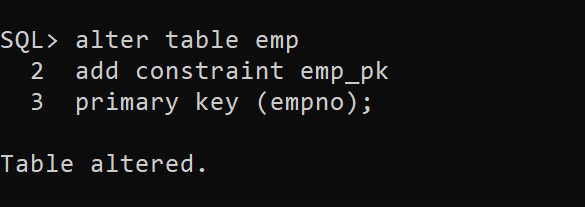 SQL> alter table emp
2 add constraint emp_pk
3 primary key (empno);
Table altered.